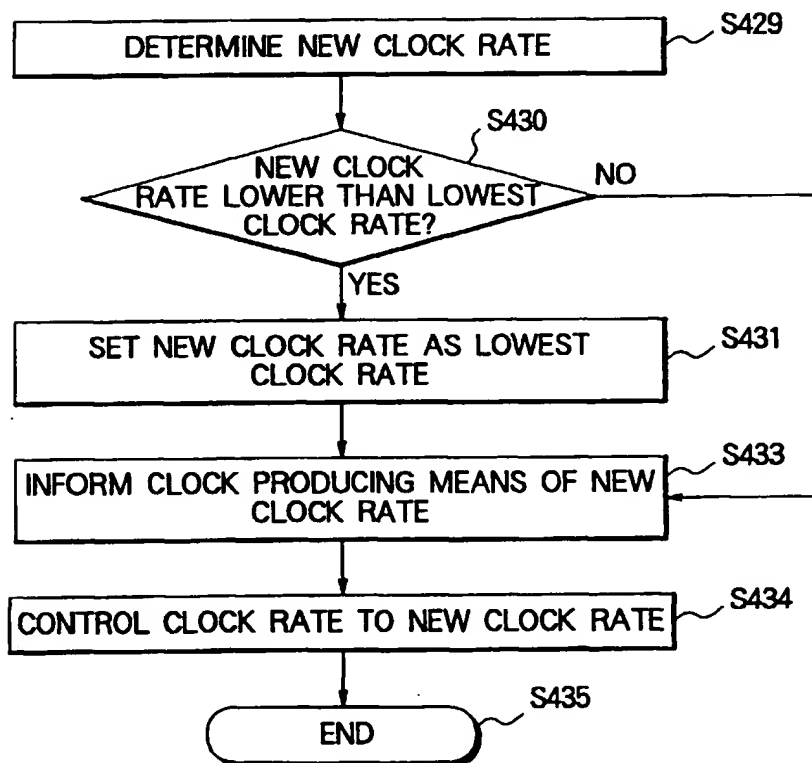 S429
DETERMINE NEW CLOCK RATE
S430
NEW CLOCK
RATE LOWER THAN LOWEST
CLOCK RATE?
NO
YES
SET NEW CLOCK RATE AS LOWEST
CLOCK RATE
S431
INFORM CLOCK PRODUCING MEANS OF NEW
CLOCK RATE
S433
CONTROL CLOCK RATE TO NEW CLOCK RATE
S434
END
S435